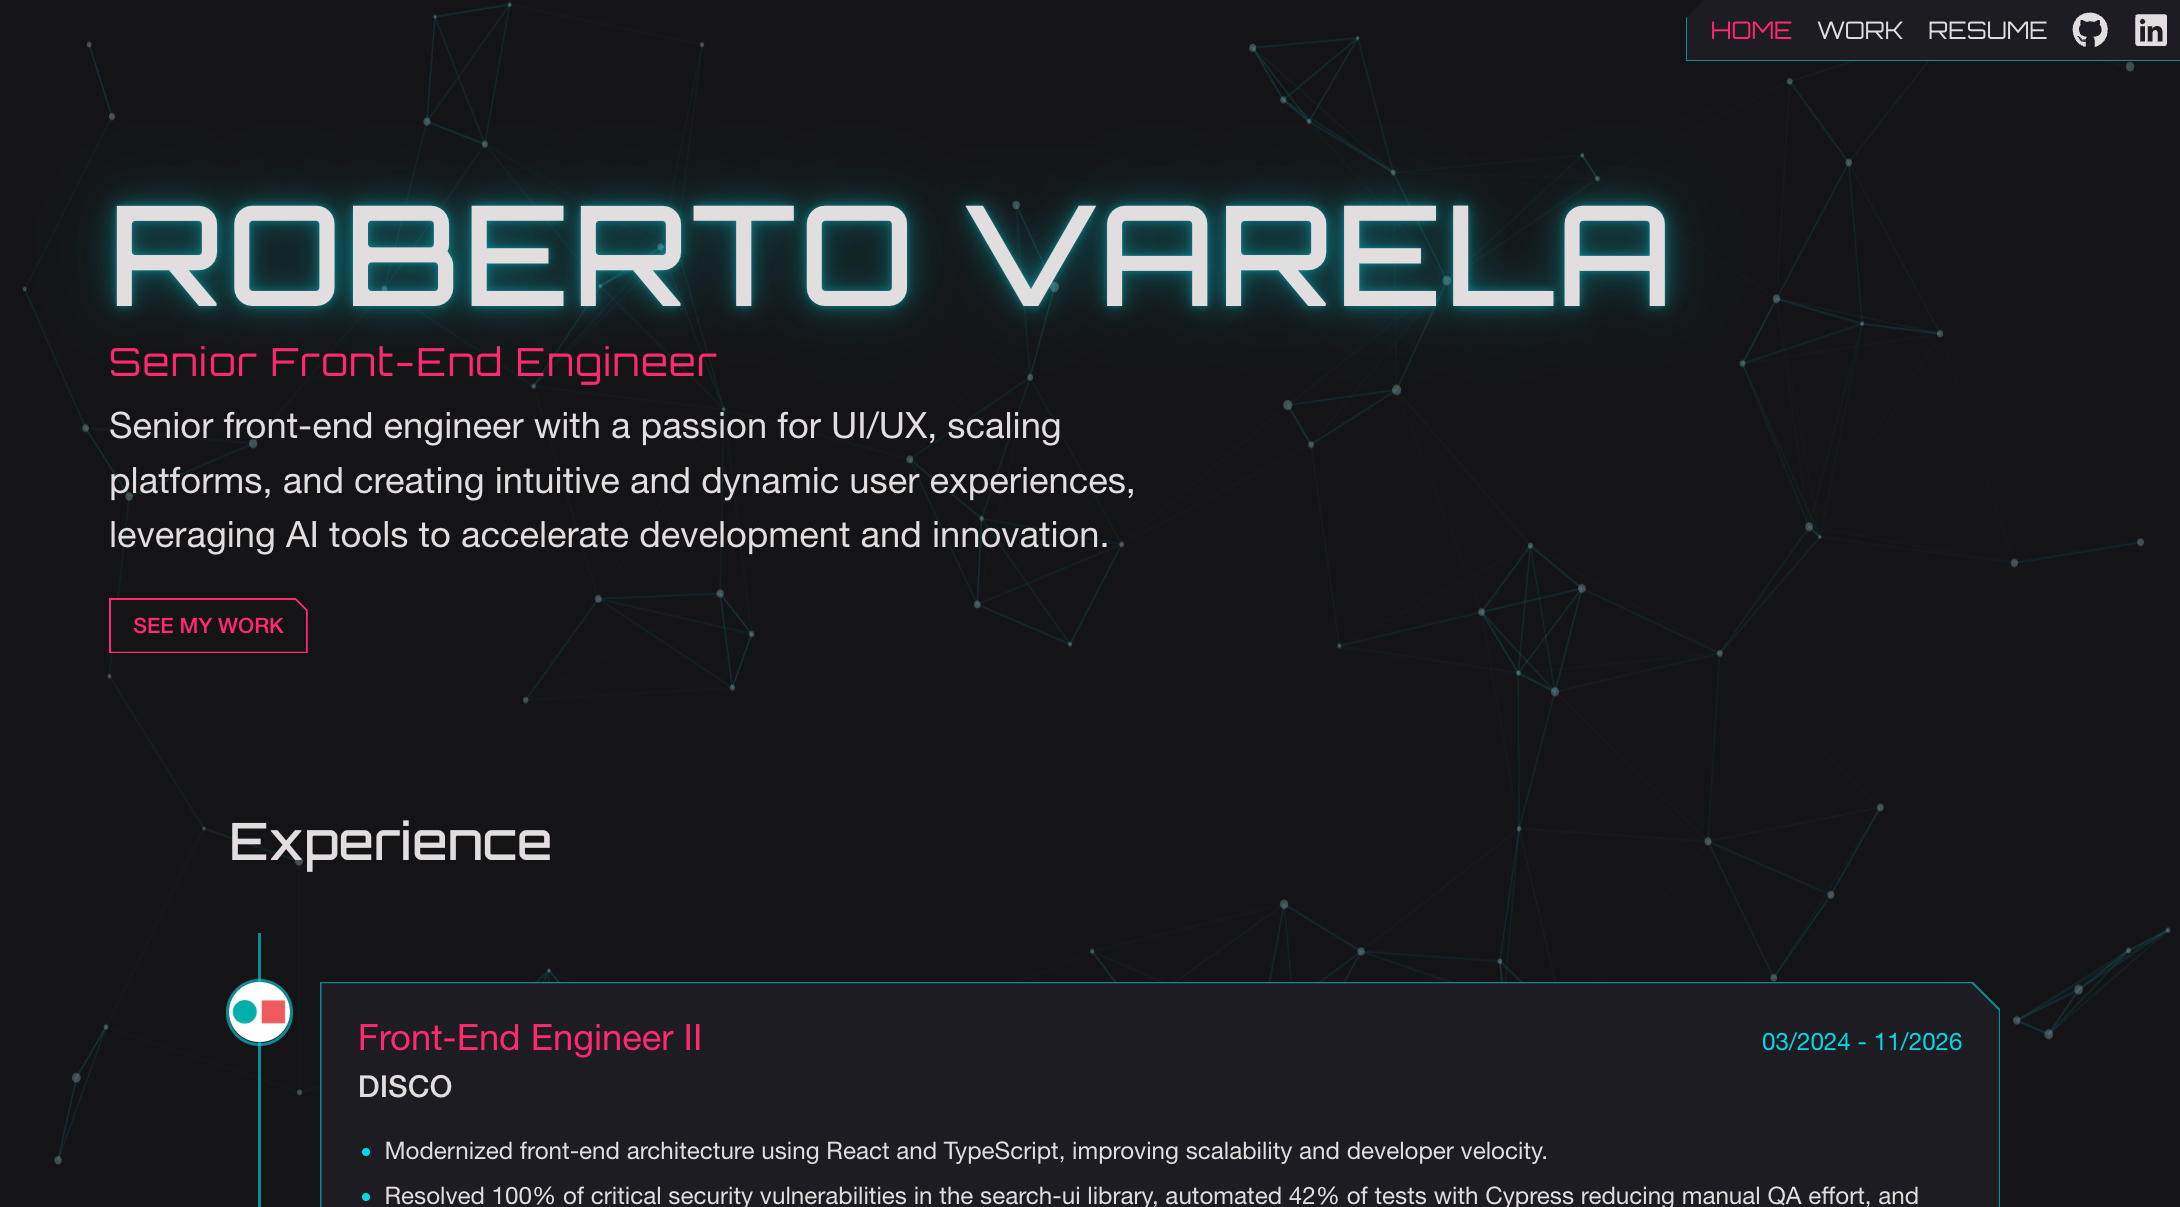 HOME WORK RESUME
ROBERTO VARELA
Senior Front-End Engineer
Senior front-end engineer with a passion for UI/UX, scaling
platforms, and creating intuitive and dynamic user experiences,
leveraging AI tools to accelerate development and innovation.
SEE MY WORK
Experience
Front-End Engineer II
03/2024 - 11/2026
DISCO
Modernized front-end architecture using React and TypeScript, improving scalability and developer velocity.
Resolved 100% of critical security vulnerabilities in the search-ui library, automated 42% of tests with Cypress reducing manual QA effort, and